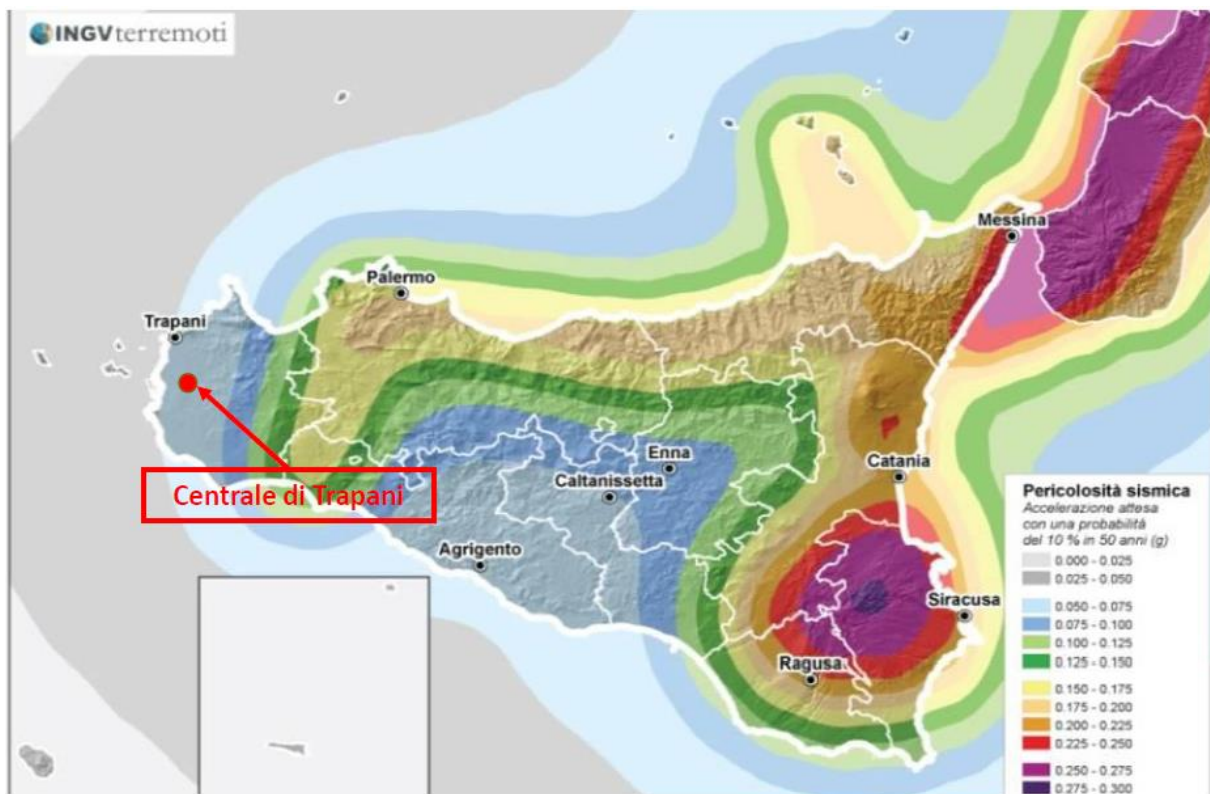 INGVterremoti
Messina
Palermo
Trapani
Enna
Catania
Caltanissetta
Centrale di Trapani
Agrigento
Siracusa
Ragusa
Pericolosità sismica
Accelerazione attesa
con una probabilità
del 10 % in 50 anni (g)
0.000 - 0.025
0.025 - 0.050
0.050 - 0.075
0.075 - 0.100
0.100 - 0.125
0.125 - 0.150
0.150 - 0.175
0.175 - 0.200
0.200 - 0.225
0.225 - 0.250
0.250 - 0.275
0.275 - 0.300